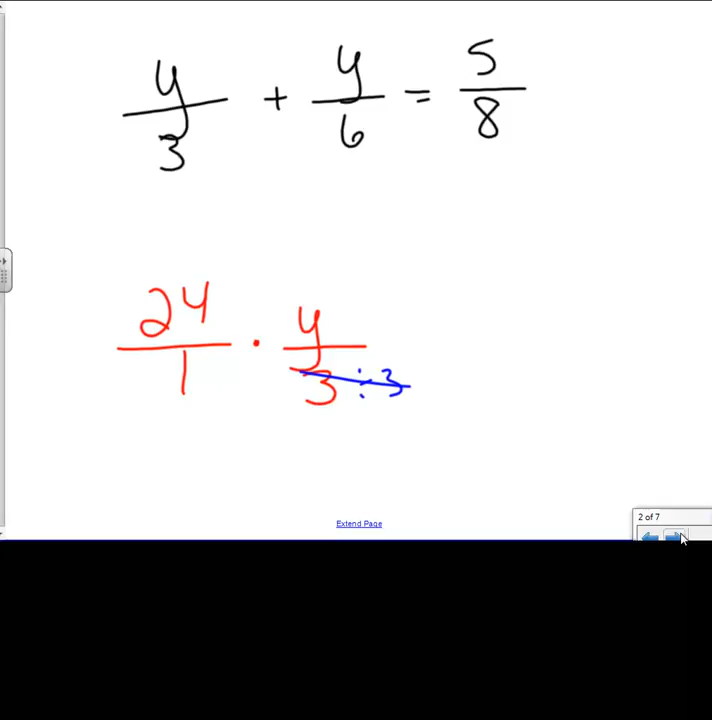 y/3 + y/6 = 5/8
24/1 · y/3 ÷ 3
Extend Page
2 of 7